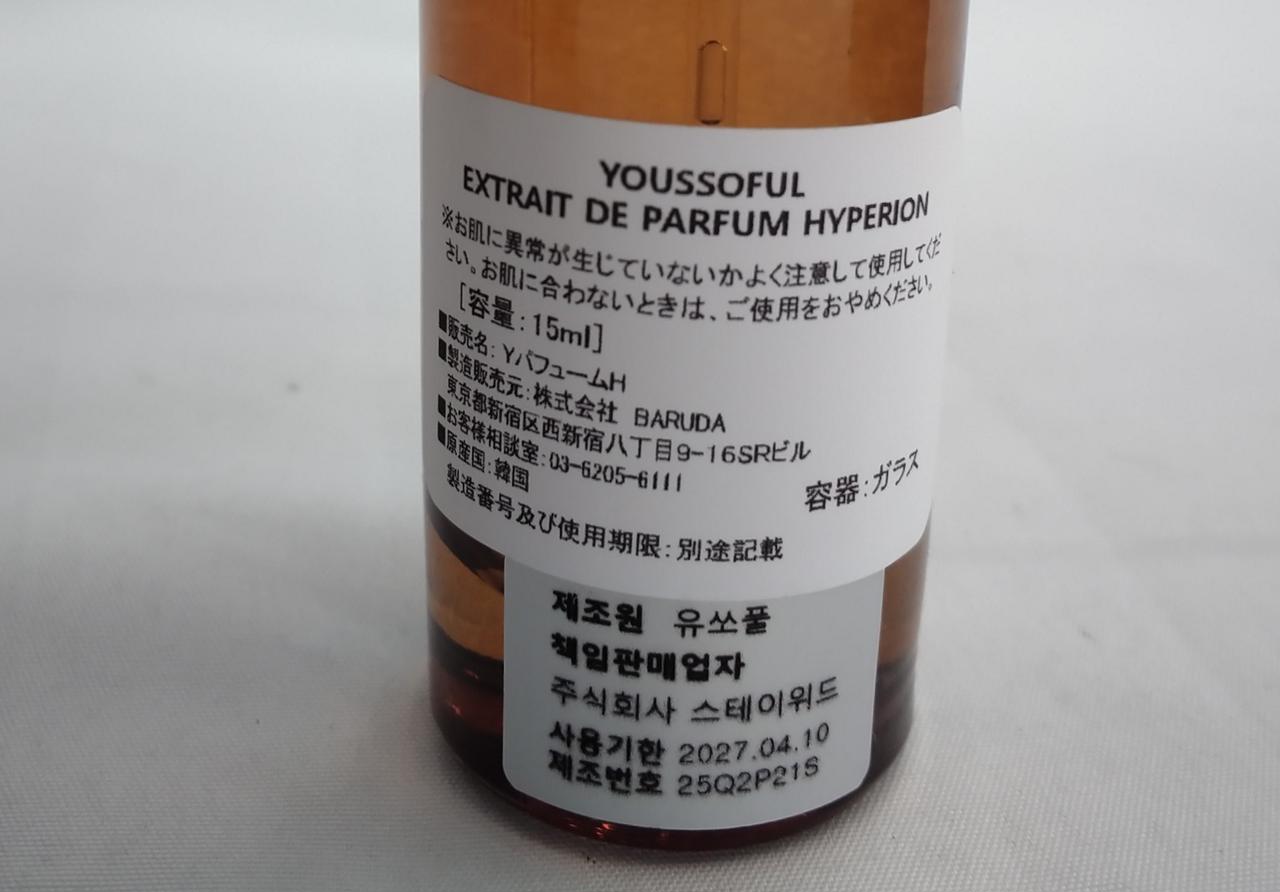 YOUSSOFUL
EXTRAIT DE PARFUM HYPERION
※お肌に異常が生じていないかよく注意して使用してくだ
さい。お肌に合わないときは、ご使用をおやめください。
[容量:15ml]
■販売名:YパフュームH
■製造販売元:株式会社 BARUDA
東京都新宿区西新宿八丁目9-16SRビル
■お客様相談室:03-6205-6111
■原産国:韓国
容器:ガラス
製造番号及び使用期限:別途記載
제조원 유쏘풀
책임판매업자
주식회사 스테이위드
사용기한 2027.04.10
제조번호 25Q2P21S